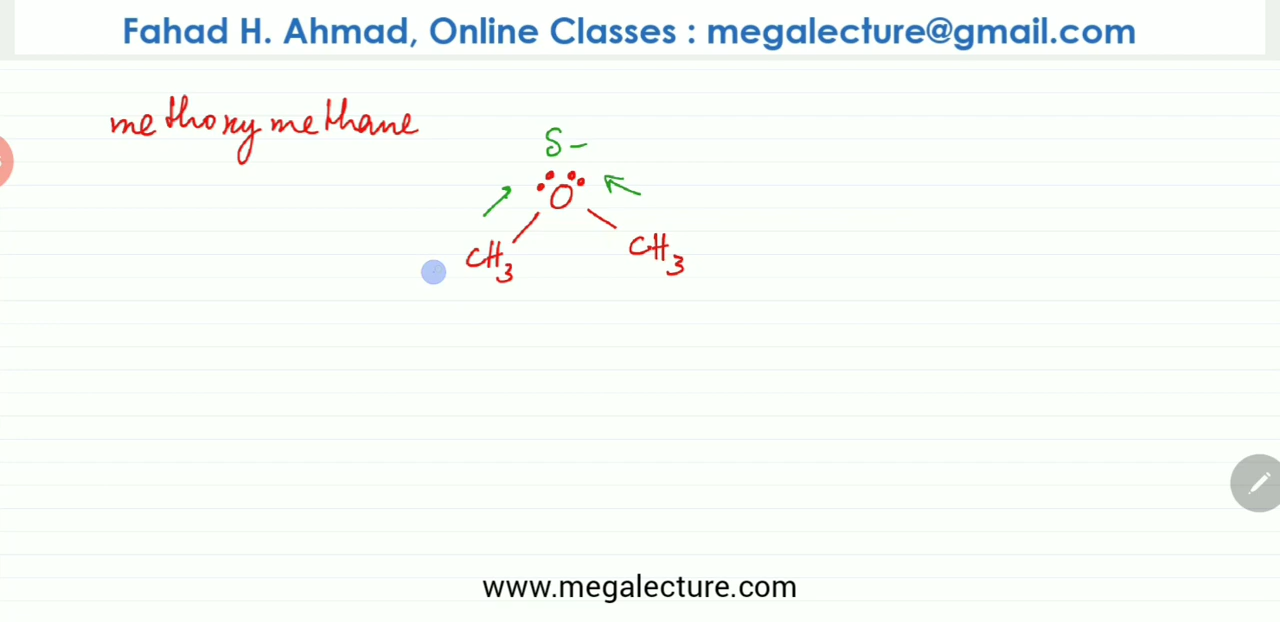 Fahad H. Ahmad, Online Classes : megalecture@gmail.com
methoxymethane
δ-
O
CH3
CH3
www.megalecture.com